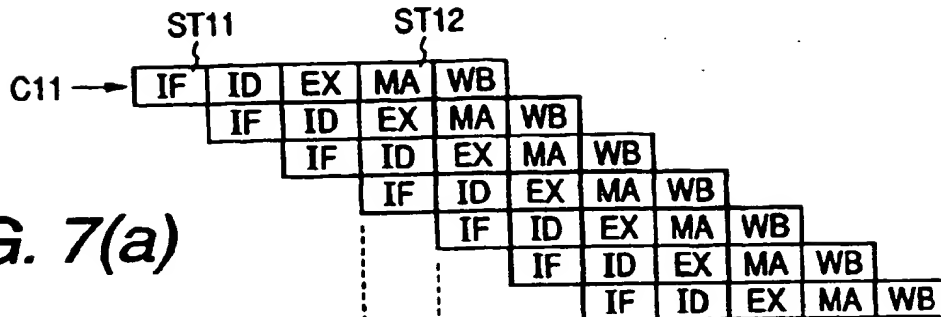 ST11 ST12
C11 IF ID EX MA WB
IF ID EX MA WB
IF ID EX MA WB
IF ID EX MA WB
G. 7(a) IF ID EX MA WB
IF ID EX MA WB
IF ID EX MA WB